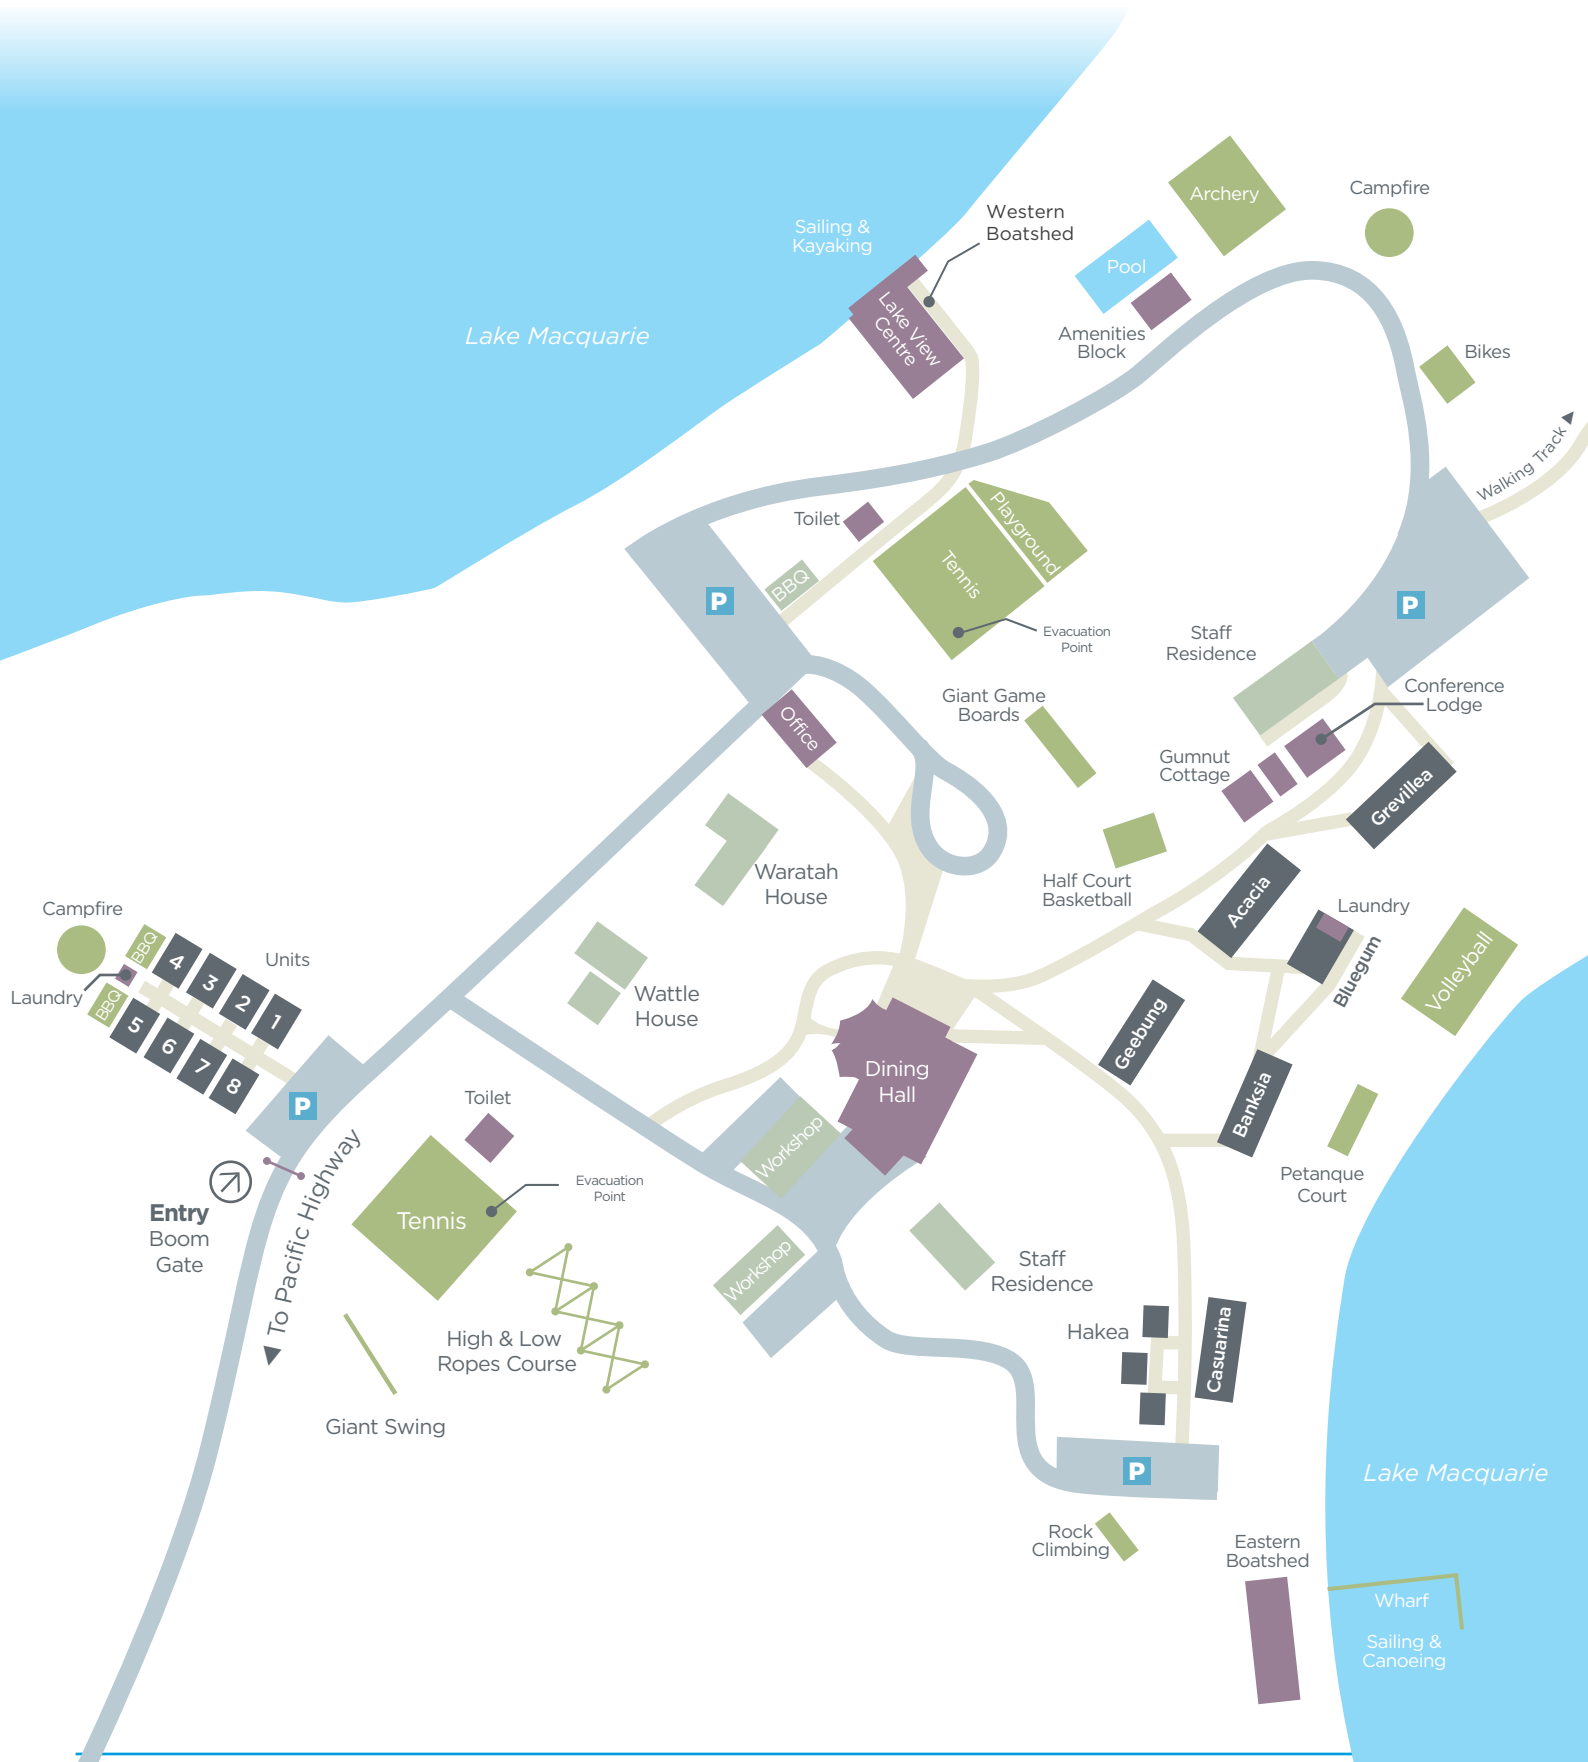 Archery
Campfire
Western
Boatshed
Sailing &
Kayaking
Pool
Lake View
Centre
Lake Macquarie
Amenities
Block
Bikes
Walking Track
Toilet
Playground
Tennis
BBQ
P
P
Evacuation
Point
Staff
Residence
Conference
Lodge
Giant Game
Boards
Office
Gumnut
Cottage
Grevillea
Waratah
House
Half Court
Basketball
Acacia
Laundry
Bluegum
Volleyball
Campfire
BBQ
4
3
2
1
Units
Laundry
BBQ
5
6
7
8
Wattle
House
Geebung
Dining
Hall
Banksia
P
Toilet
Workshop
To Pacific Highway
Petanque
Court
Evacuation
Point
Entry
Boom
Gate
Tennis
Workshop
Staff
Residence
Hakea
Casuarina
High & Low
Ropes Course
Giant Swing
P
Lake Macquarie
Rock
Climbing
Eastern
Boatshed
Wharf
Sailing &
Canoeing